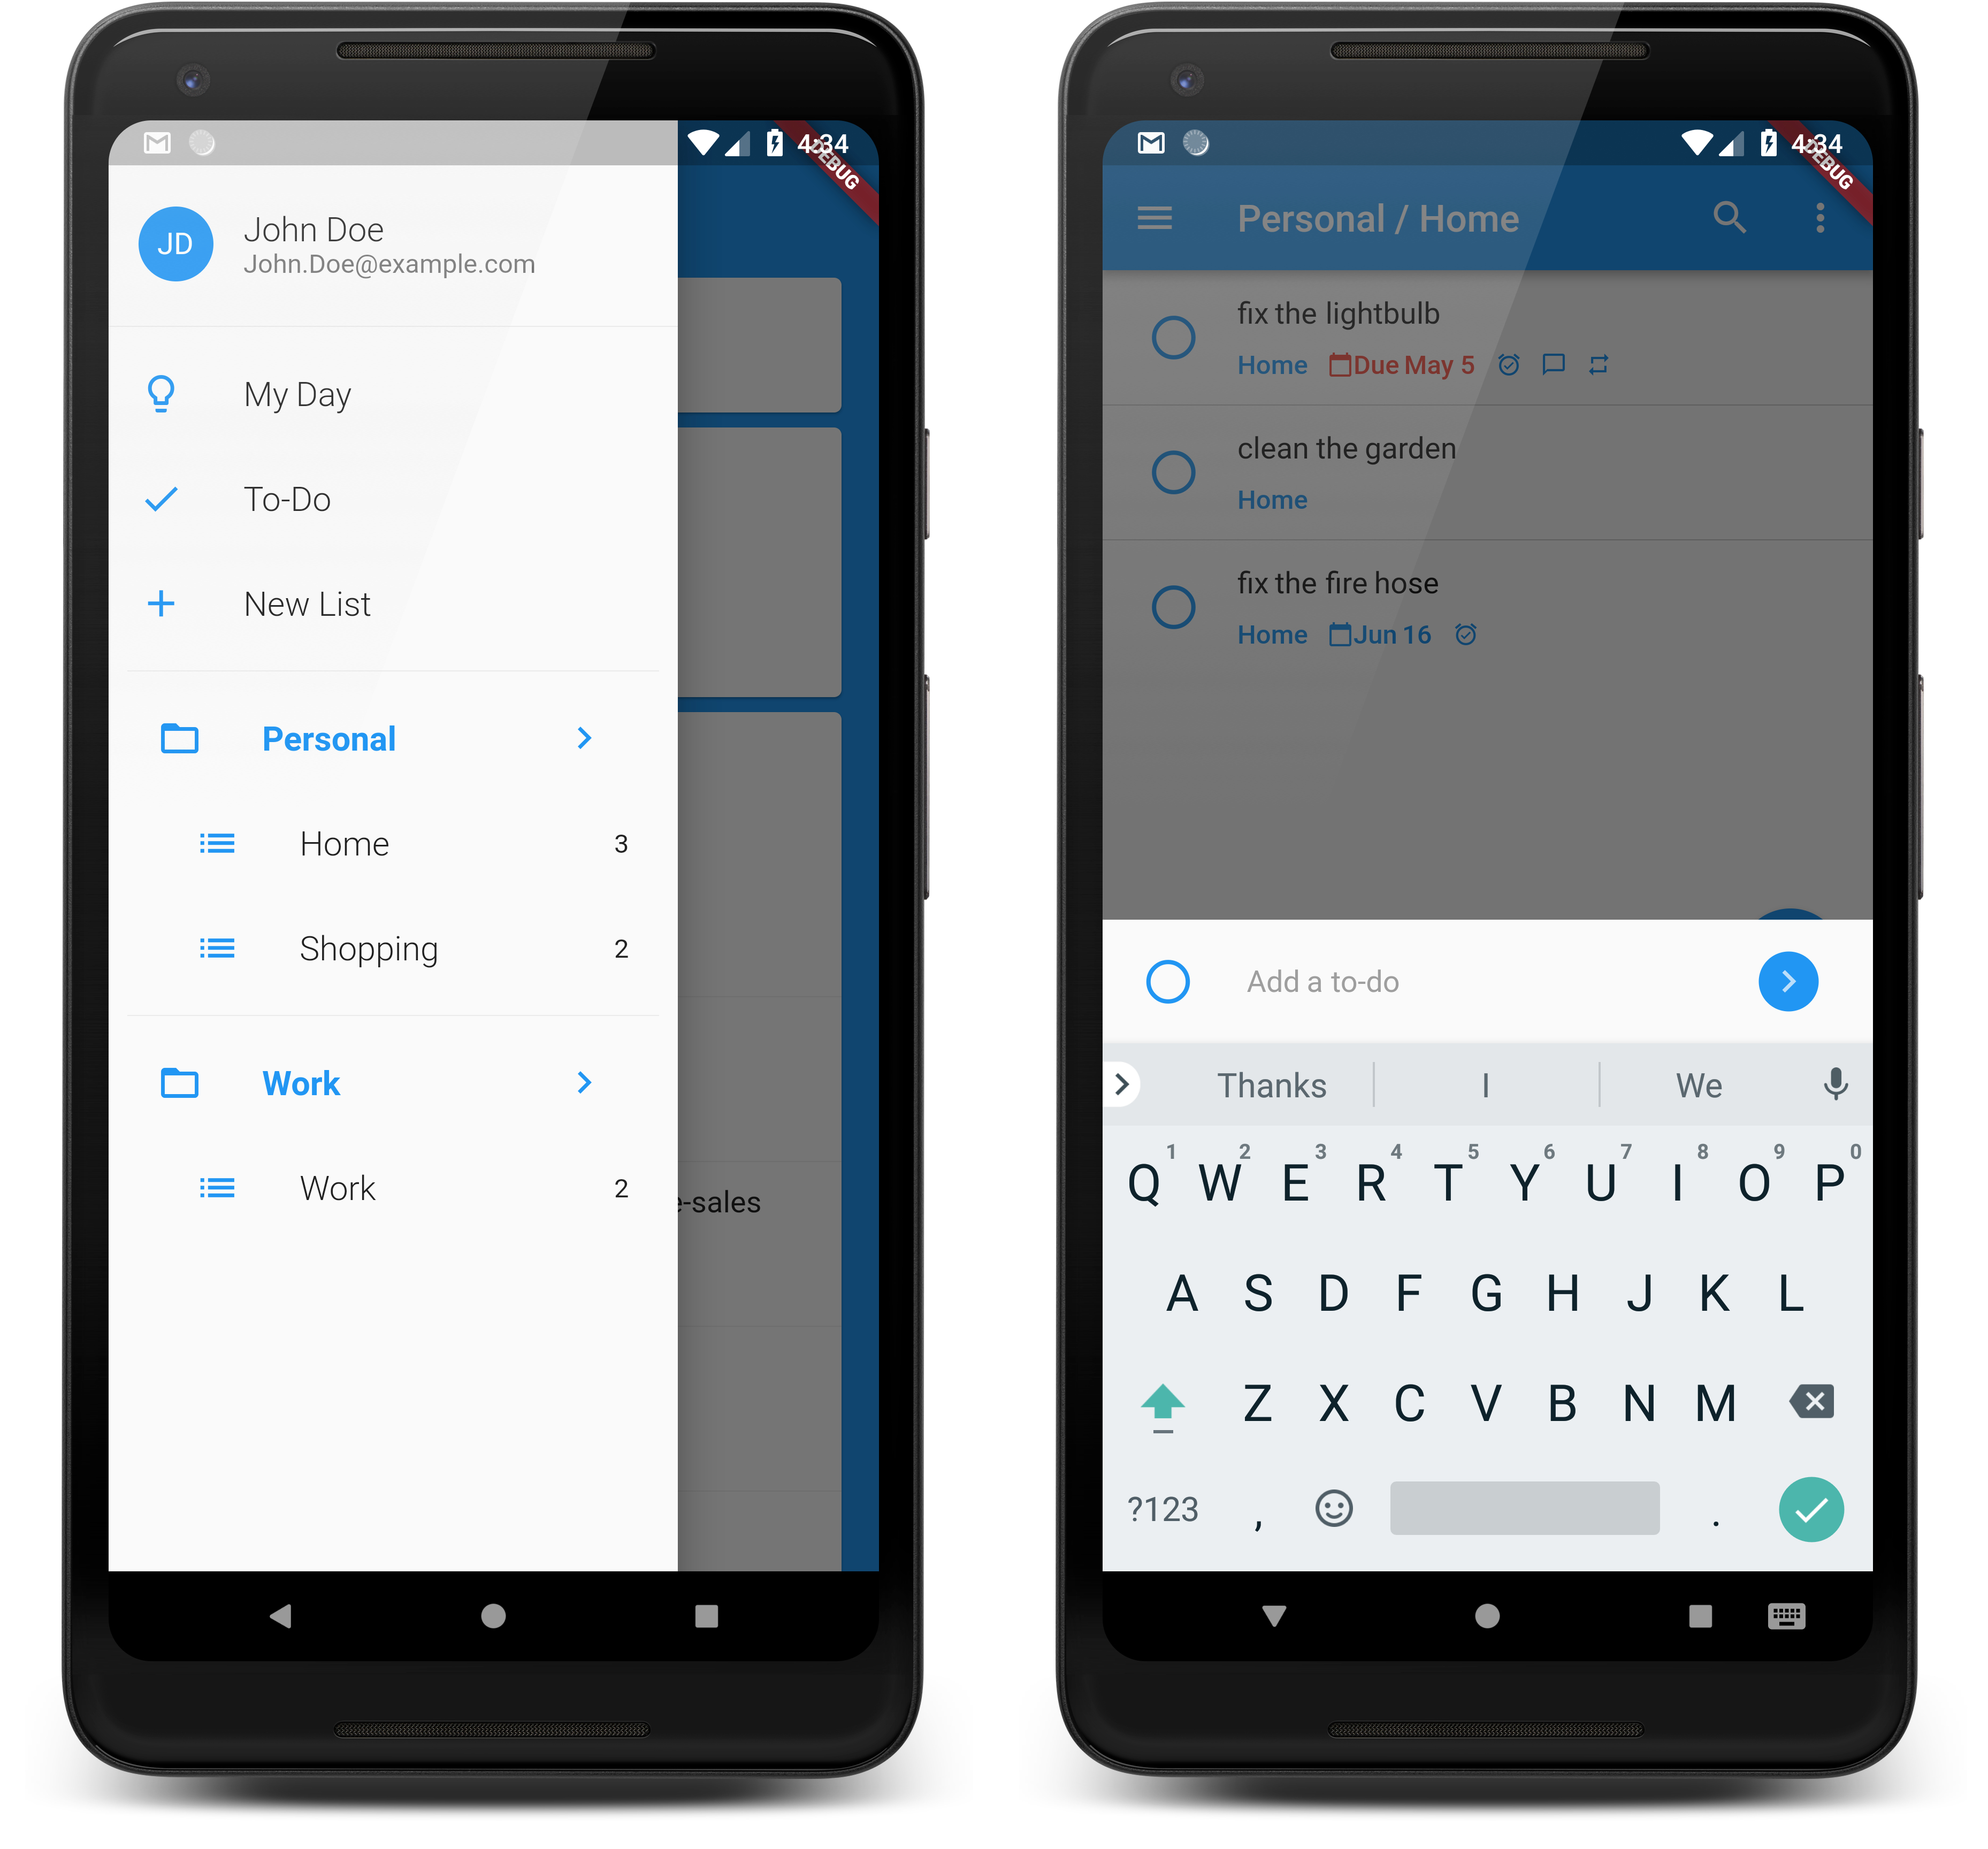 4:34
DEBUG
JD
John Doe
John.Doe@example.com
My Day
To-Do
New List
Personal
Home 3
Shopping 2
Work
Work 2
e-sales
4:34
DEBUG
Personal / Home
fix the lightbulb
Home Due May 5
clean the garden
Home
fix the fire hose
Home Jun 16
Add a to-do
Thanks I We
1 2 3 4 5 6 7 8 9 0
Q W E R T Y U I O P
A S D F G H J K L
Z X C V B N M
?123 , .